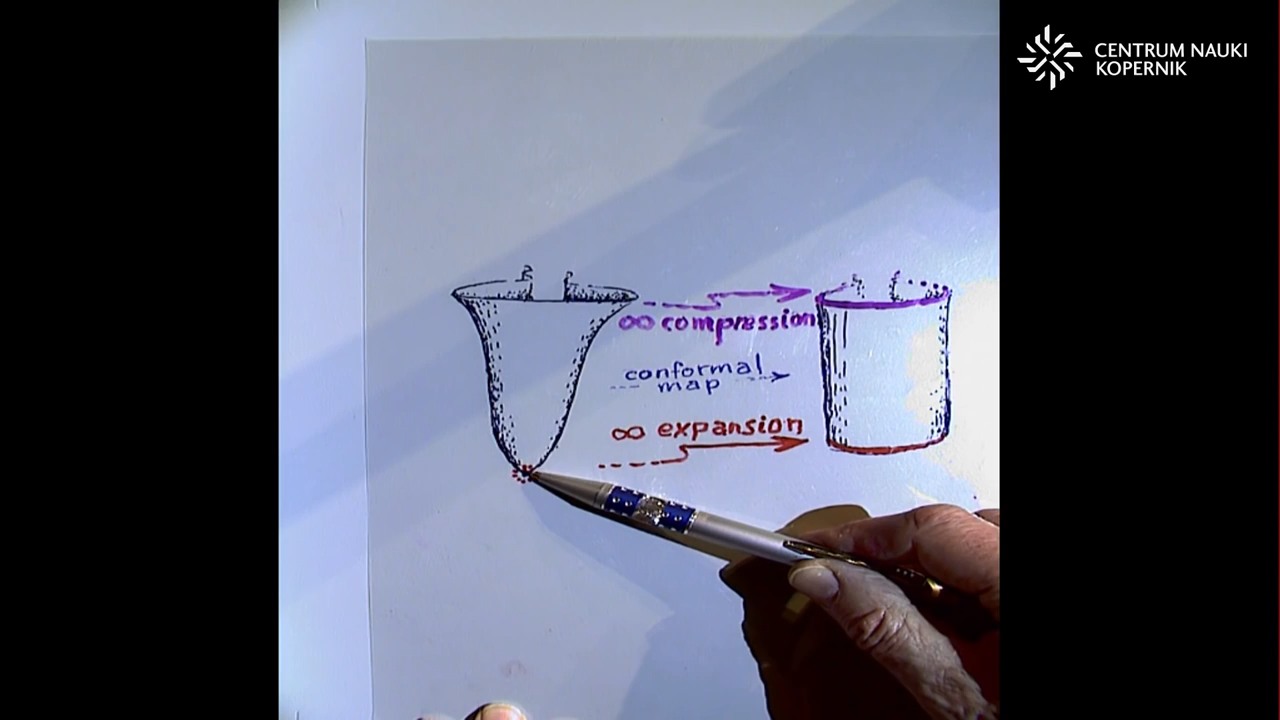 CENTRUM NAUKI
KOPERNIK
∞ compression
conformal
map
∞ expansion